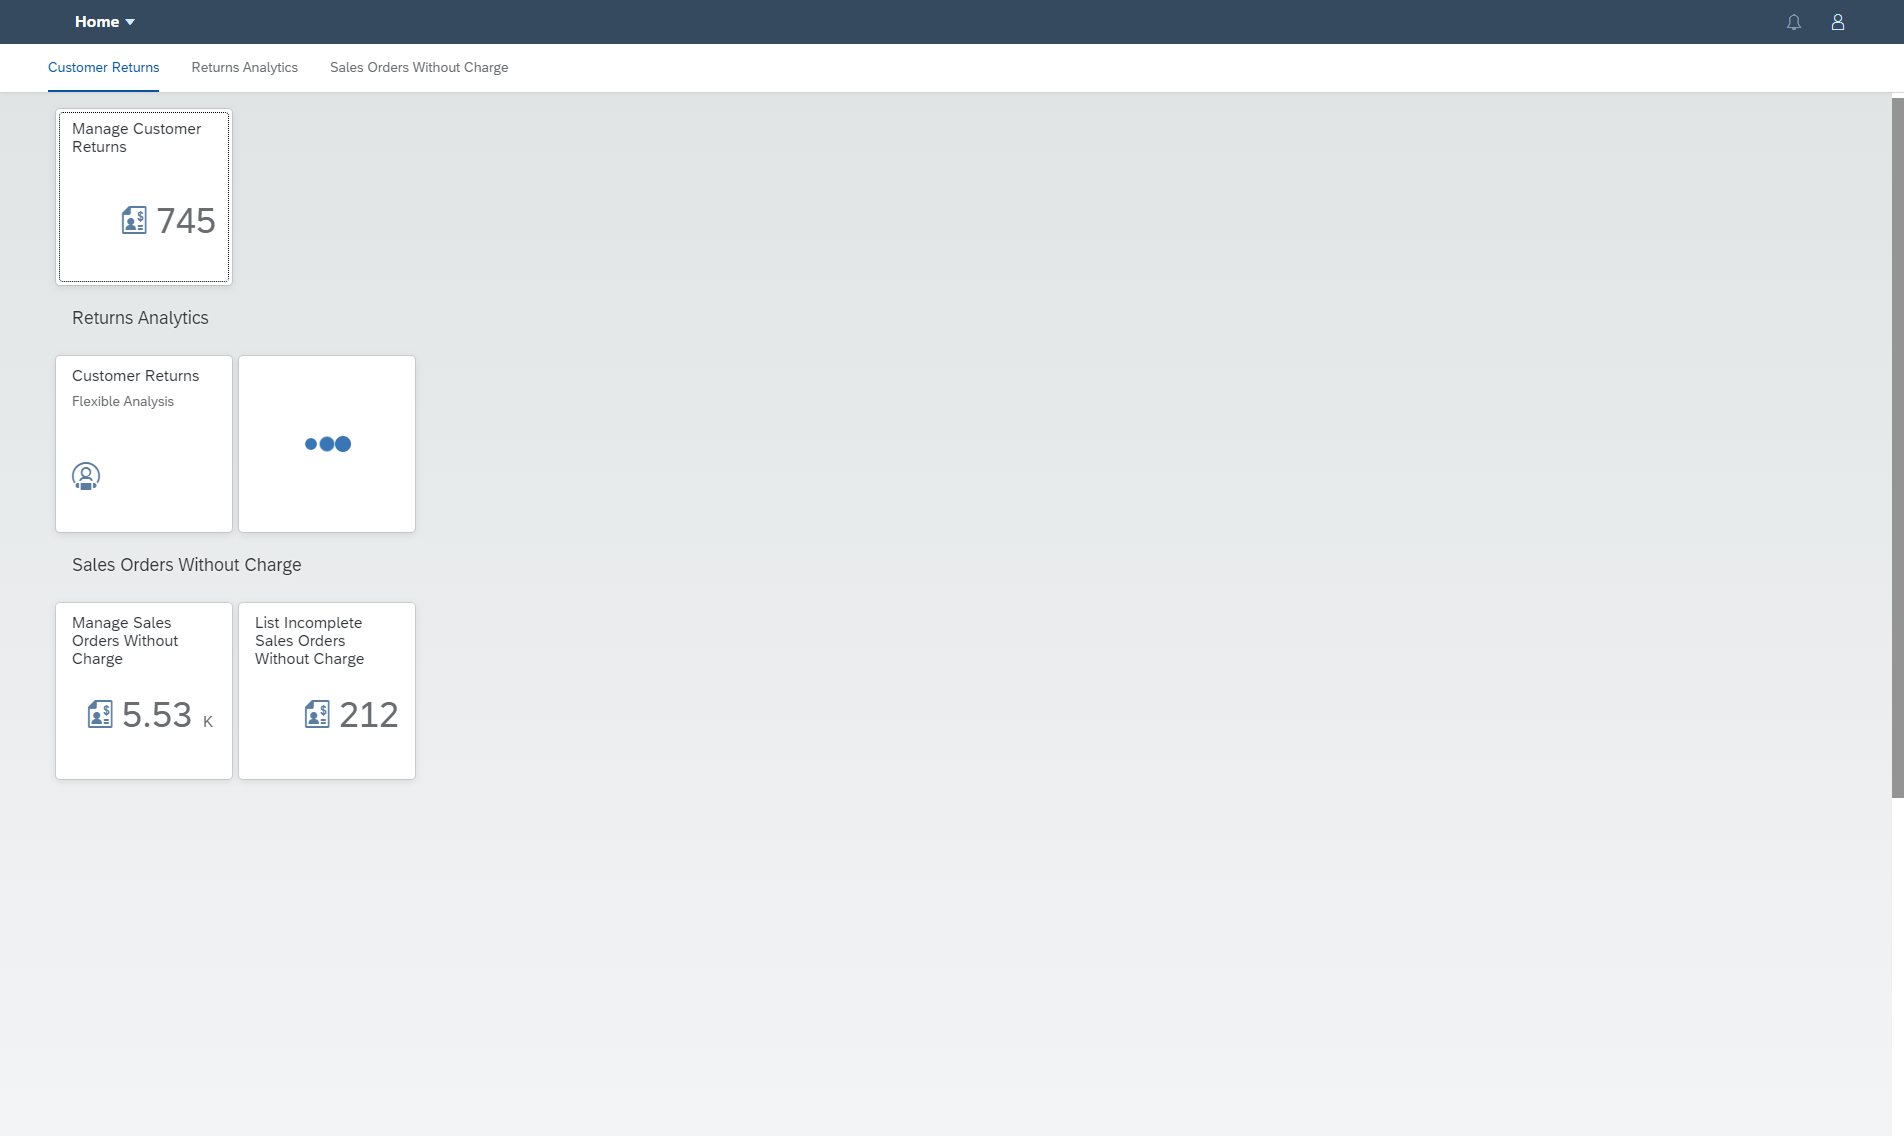 Home
Customer Returns
Returns Analytics
Sales Orders Without Charge
Manage Customer
Returns
$ 745
Returns Analytics
Customer Returns
Flexible Analysis
Sales Orders Without Charge
Manage Sales
Orders Without
Charge
$ 5.53 K
List Incomplete
Sales Orders
Without Charge
$ 212